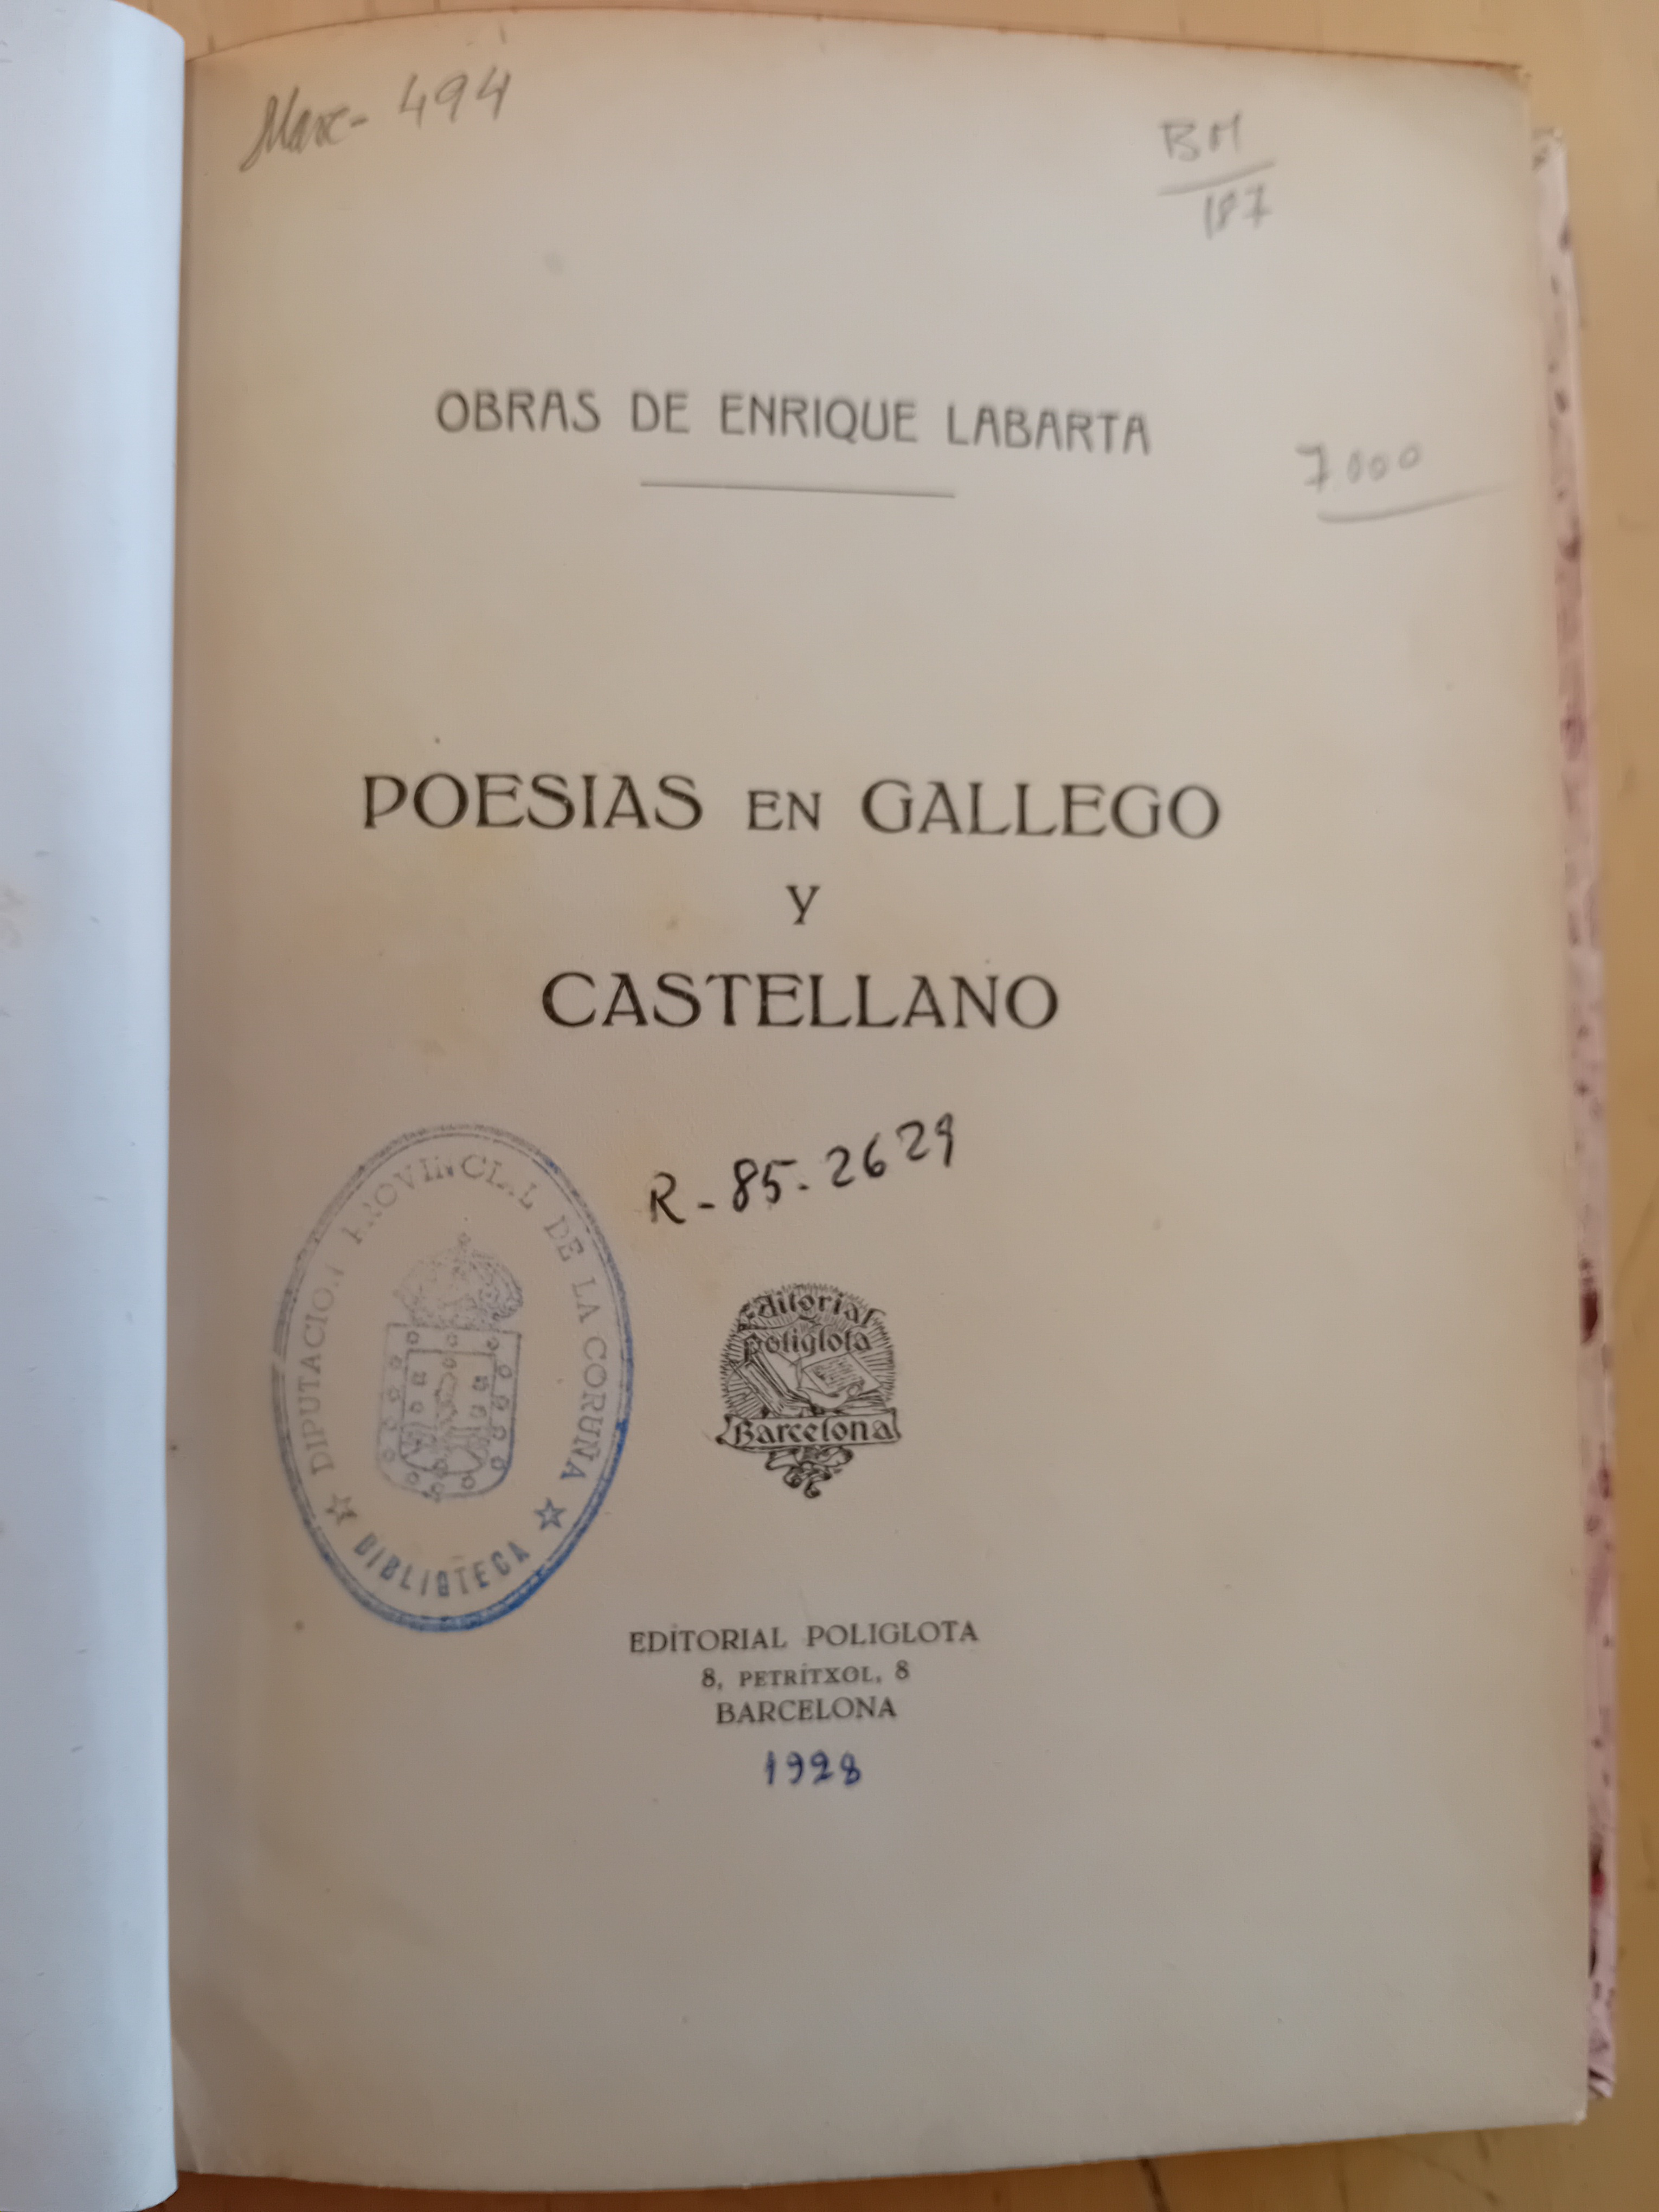 Marc- 494
BM
187
OBRAS DE ENRIQUE LABARTA
7000
POESIAS EN GALLEGO
Y
CASTELLANO
R-85-2629
DIPUTACION PROVINCIAL DE LA CORUÑA
BIBLIOTECA
Editorial
Poliglota
Barcelona
EDITORIAL POLIGLOTA
8, PETRÍTXOL, 8
BARCELONA
1928